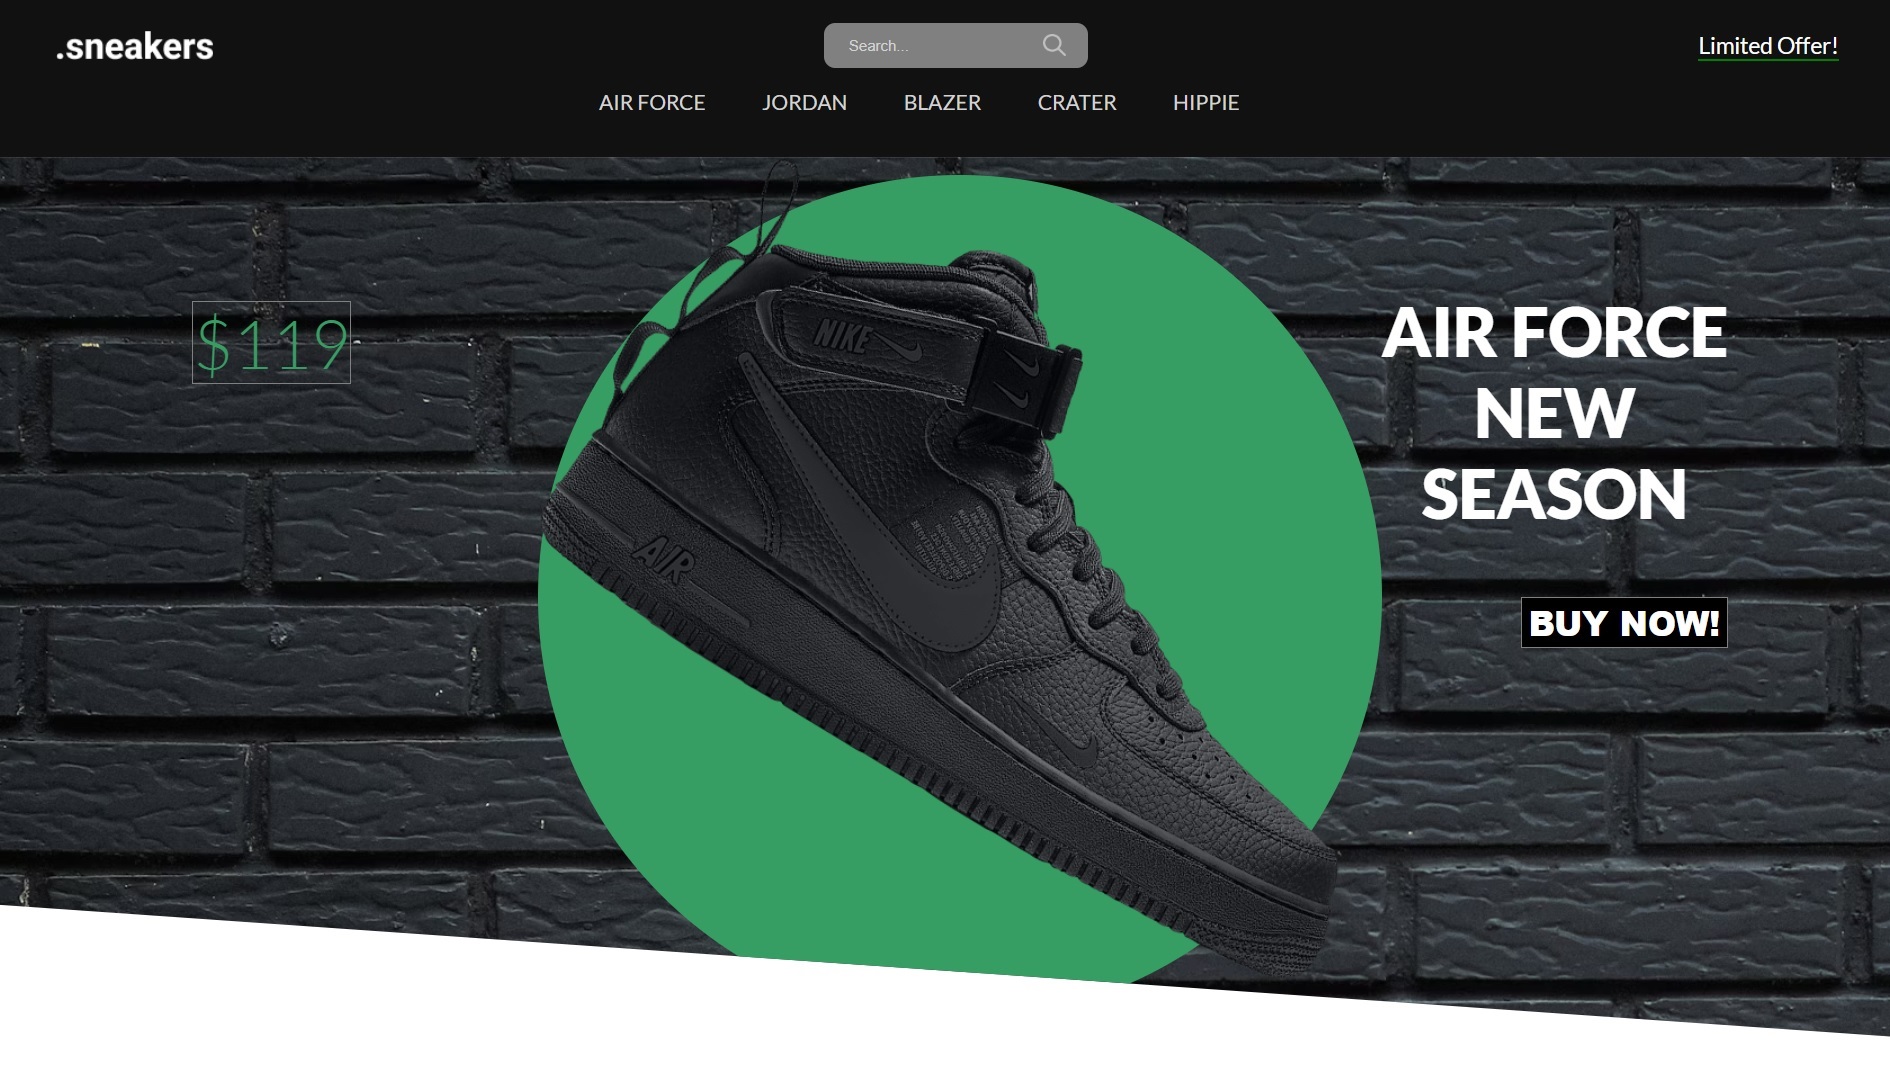 .sneakers
Search...
Limited Offer!
AIR FORCE
JORDAN
BLAZER
CRATER
HIPPIE
$119
NIKE
AIR
AIR FORCE
NEW
SEASON
BUY NOW!